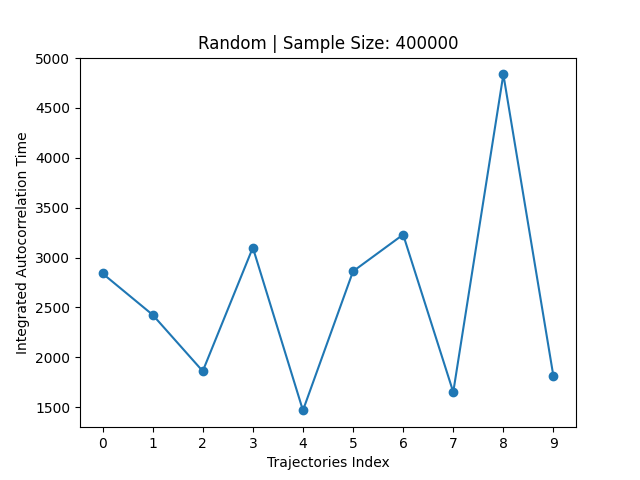 Random | Sample Size: 400000
Integrated Autocorrelation Time
5000
4500
4000
3500
3000
2500
2000
1500
0 1 2 3 4 5 6 7 8 9
Trajectories Index